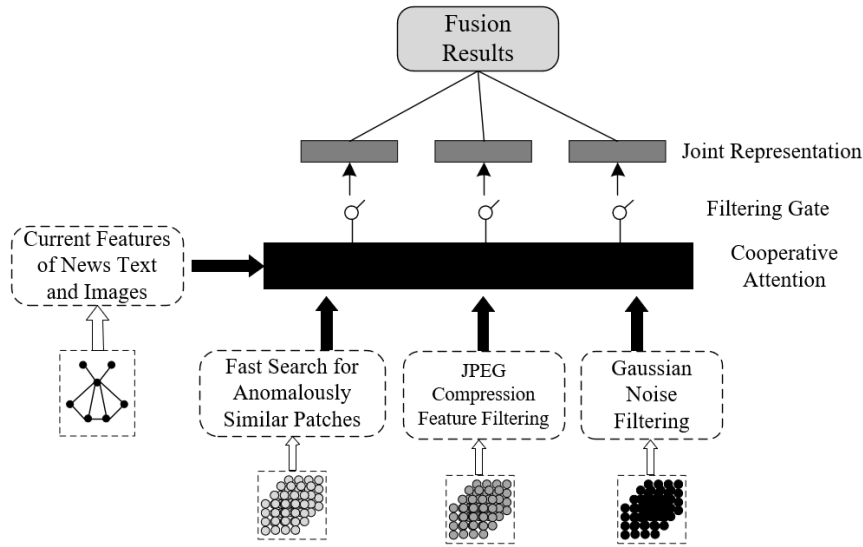 Fusion
Results
Joint Representation
Filtering Gate
Current Features
of News Text
and Images
Cooperative
Attention
Fast Search for
Anomalously
Similar Patches
JPEG
Compression
Feature Filtering
Gaussian
Noise
Filtering